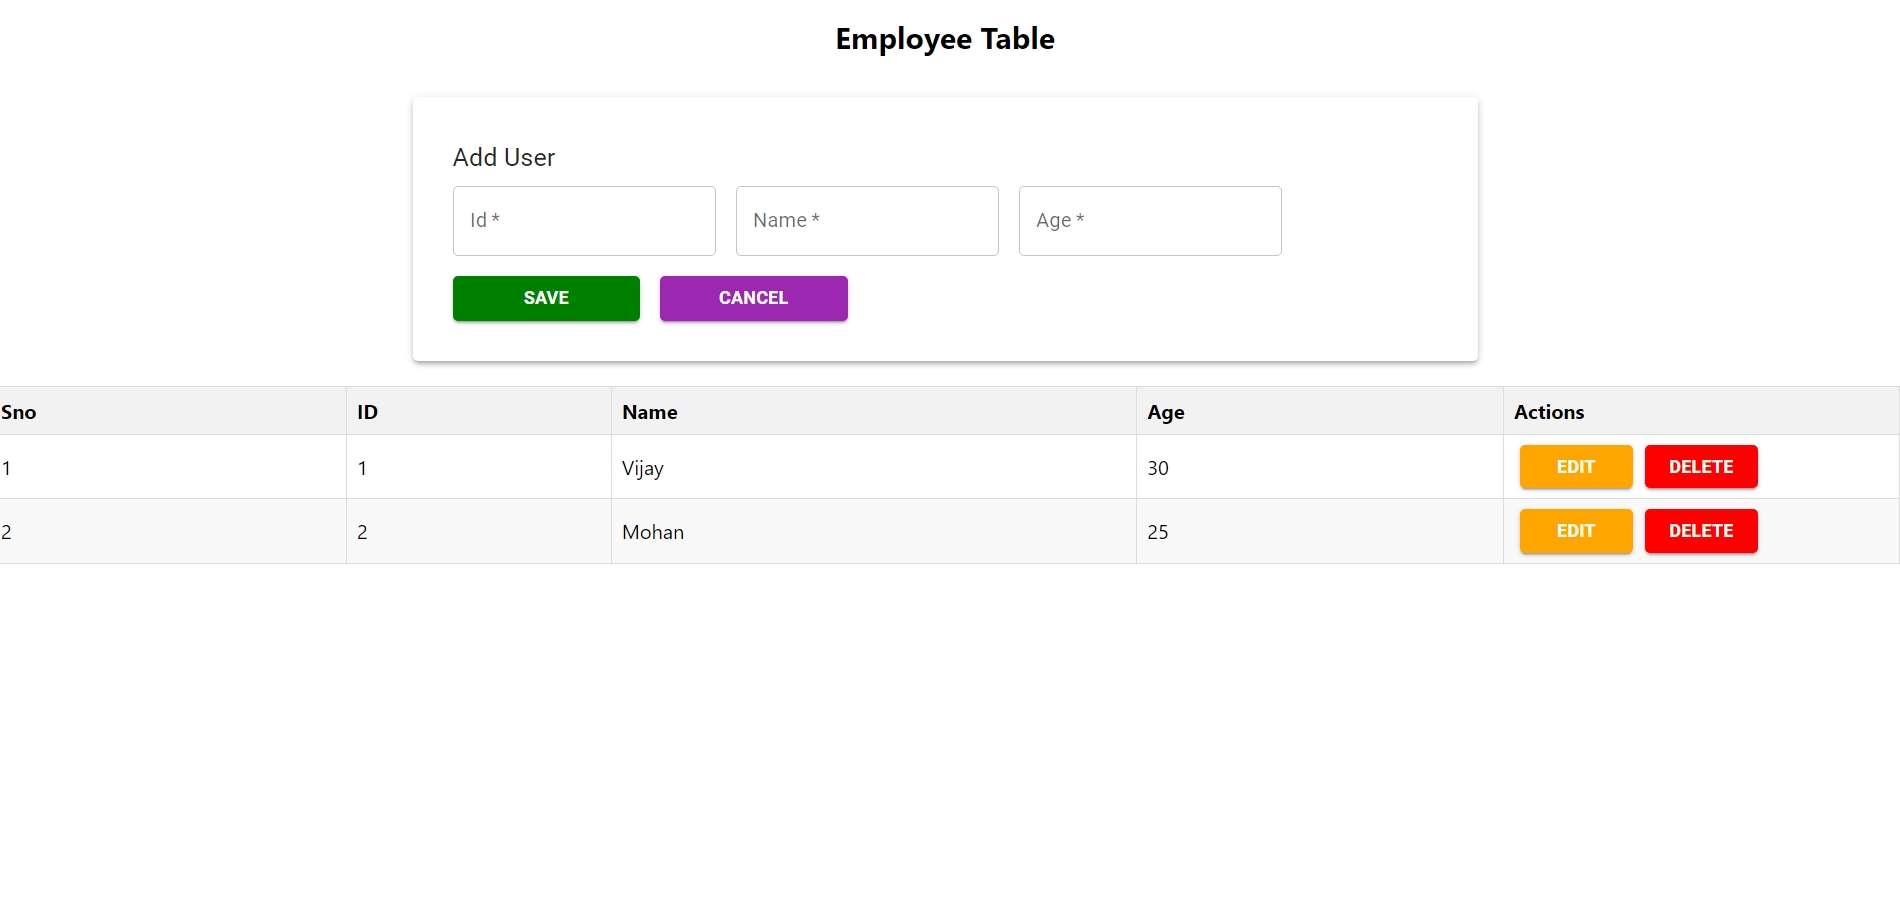 Employee Table
Add User
Id * Name * Age *
SAVE CANCEL
Sno ID Name Age Actions
1 1 Vijay 30 EDIT DELETE
2 2 Mohan 25 EDIT DELETE